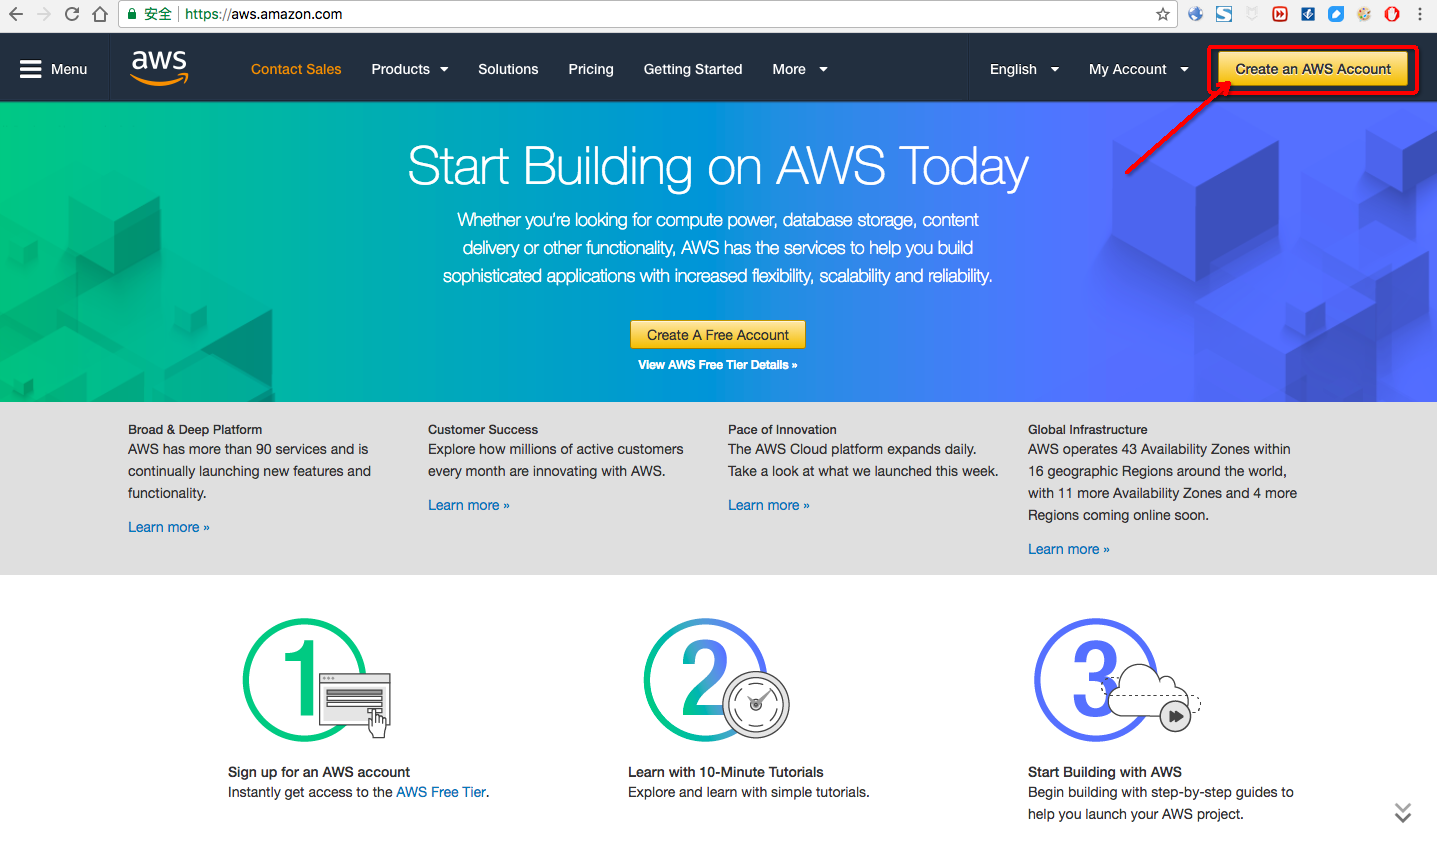 安全 https://aws.amazon.com
Menu
aws
Contact Sales
Products
Solutions
Pricing
Getting Started
More
English
My Account
Create an AWS Account
Start Building on AWS Today
Whether you're looking for compute power, database storage, content
delivery or other functionality, AWS has the services to help you build
sophisticated applications with increased flexibility, scalability and reliability.
Create A Free Account
View AWS Free Tier Details »
Broad & Deep Platform
AWS has more than 90 services and is
continually launching new features and
functionality.
Learn more »
Customer Success
Explore how millions of active customers
every month are innovating with AWS.
Learn more »
Pace of Innovation
The AWS Cloud platform expands daily.
Take a look at what we launched this week.
Learn more »
Global Infrastructure
AWS operates 43 Availability Zones within
16 geographic Regions around the world,
with 11 more Availability Zones and 4 more
Regions coming online soon.
Learn more »
1
Sign up for an AWS account
Instantly get access to the AWS Free Tier.
2
Learn with 10-Minute Tutorials
Explore and learn with simple tutorials.
3
Start Building with AWS
Begin building with step-by-step guides to
help you launch your AWS project.